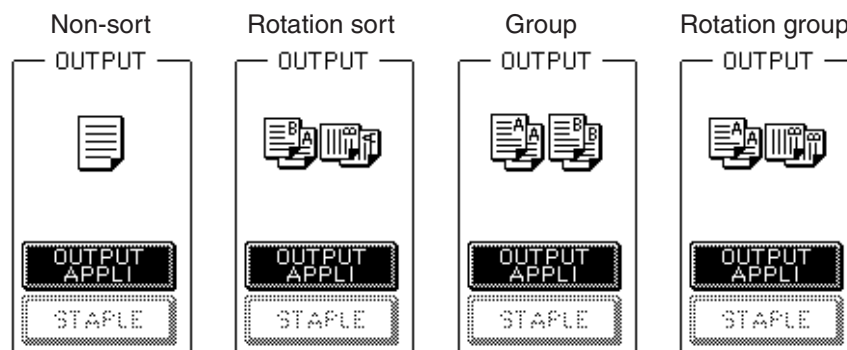 Non-sort Rotation sort Group Rotation group
OUTPUT OUTPUT OUTPUT OUTPUT
B A B A A A B B A A B B
OUTPUT APPLI OUTPUT APPLI OUTPUT APPLI OUTPUT APPLI
STAPLE STAPLE STAPLE STAPLE